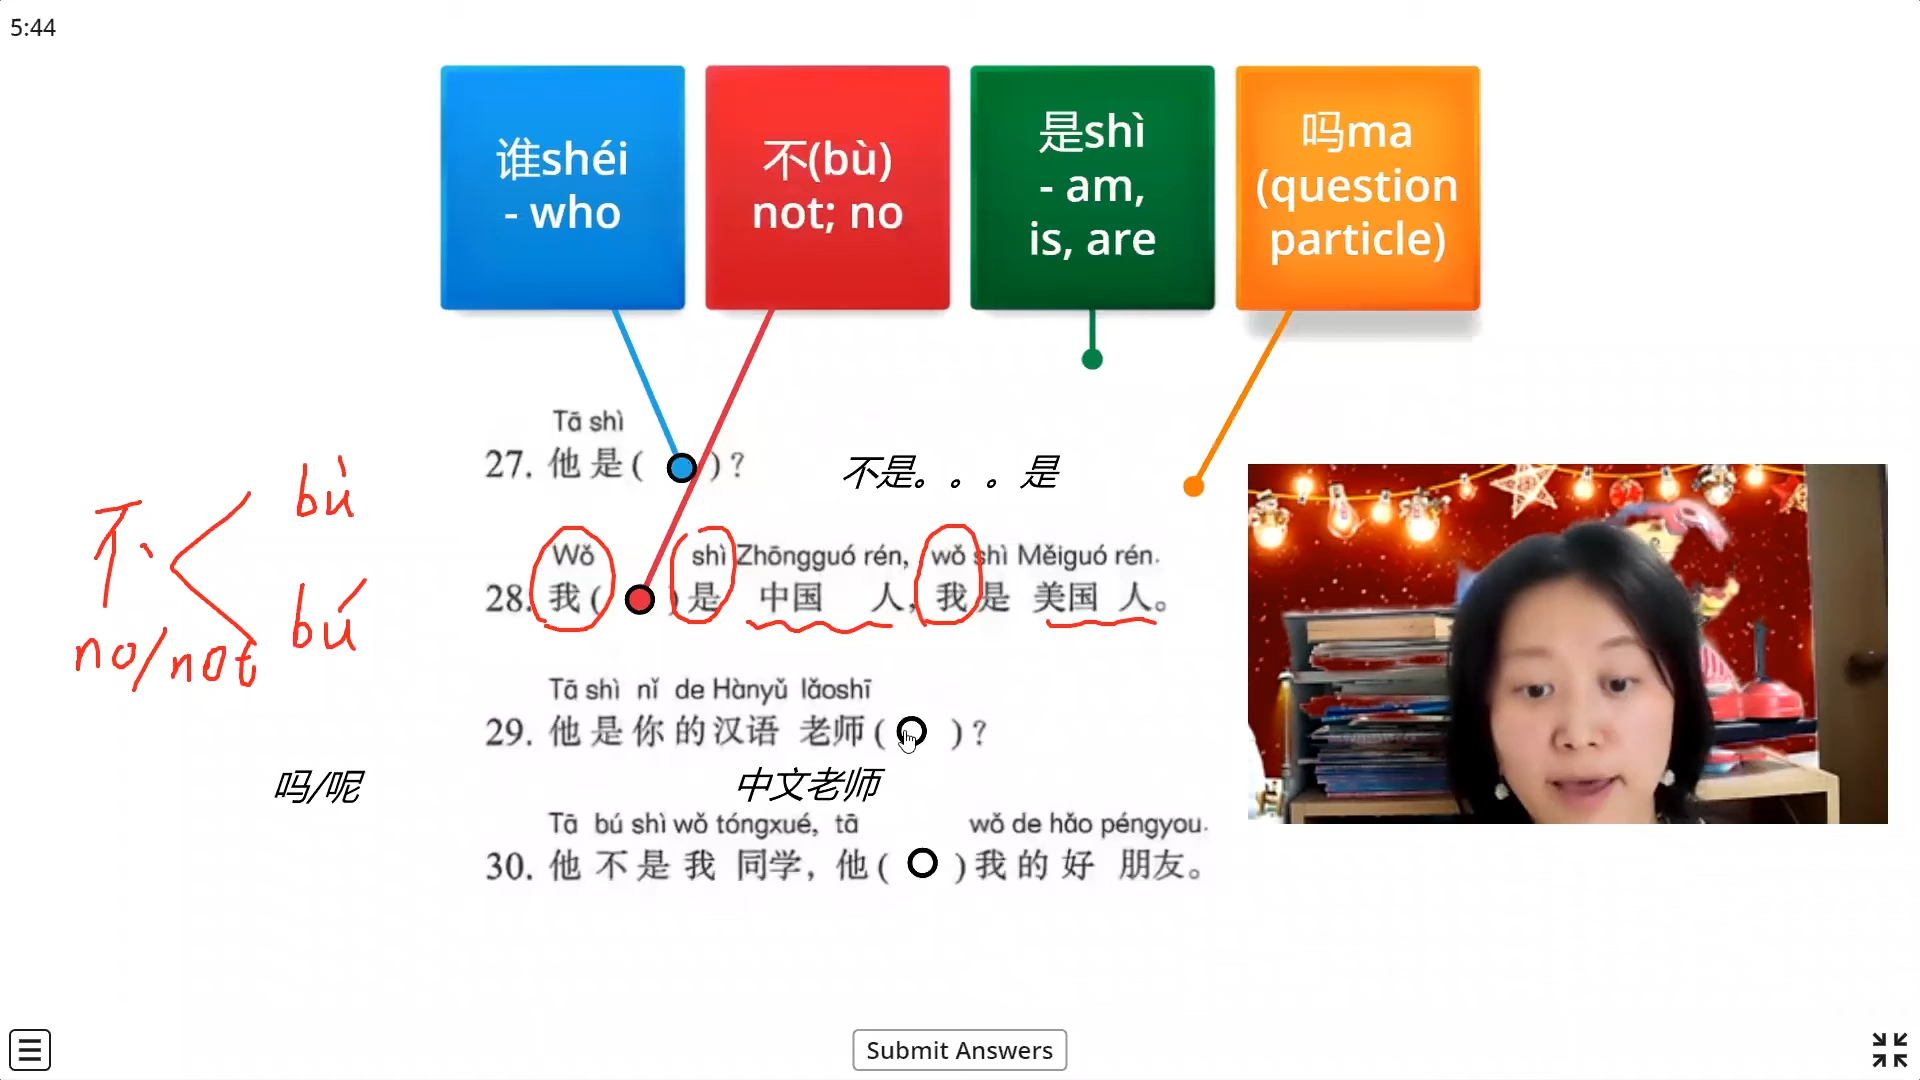 5:44
谁shéi
- who
不(bù)
not; no
是shì
- am,
is, are
吗ma
(question
particle)
Tā shì
27. 他是( )?
不是。。。是
不 bù
bú
no/not
Wǒ shì Zhōngguó rén, wǒ shì Měiguó rén.
28. 我( )是 中国 人, 我是 美国 人。
Tā shì nǐ de Hànyǔ lǎoshī
29. 他是你的汉语 老师( )?
吗/呢
中文老师
Tā bú shì wǒ tóngxué, tā wǒ de hǎo péngyou.
30. 他 不是 我 同学, 他( )我的 好 朋友。
Submit Answers